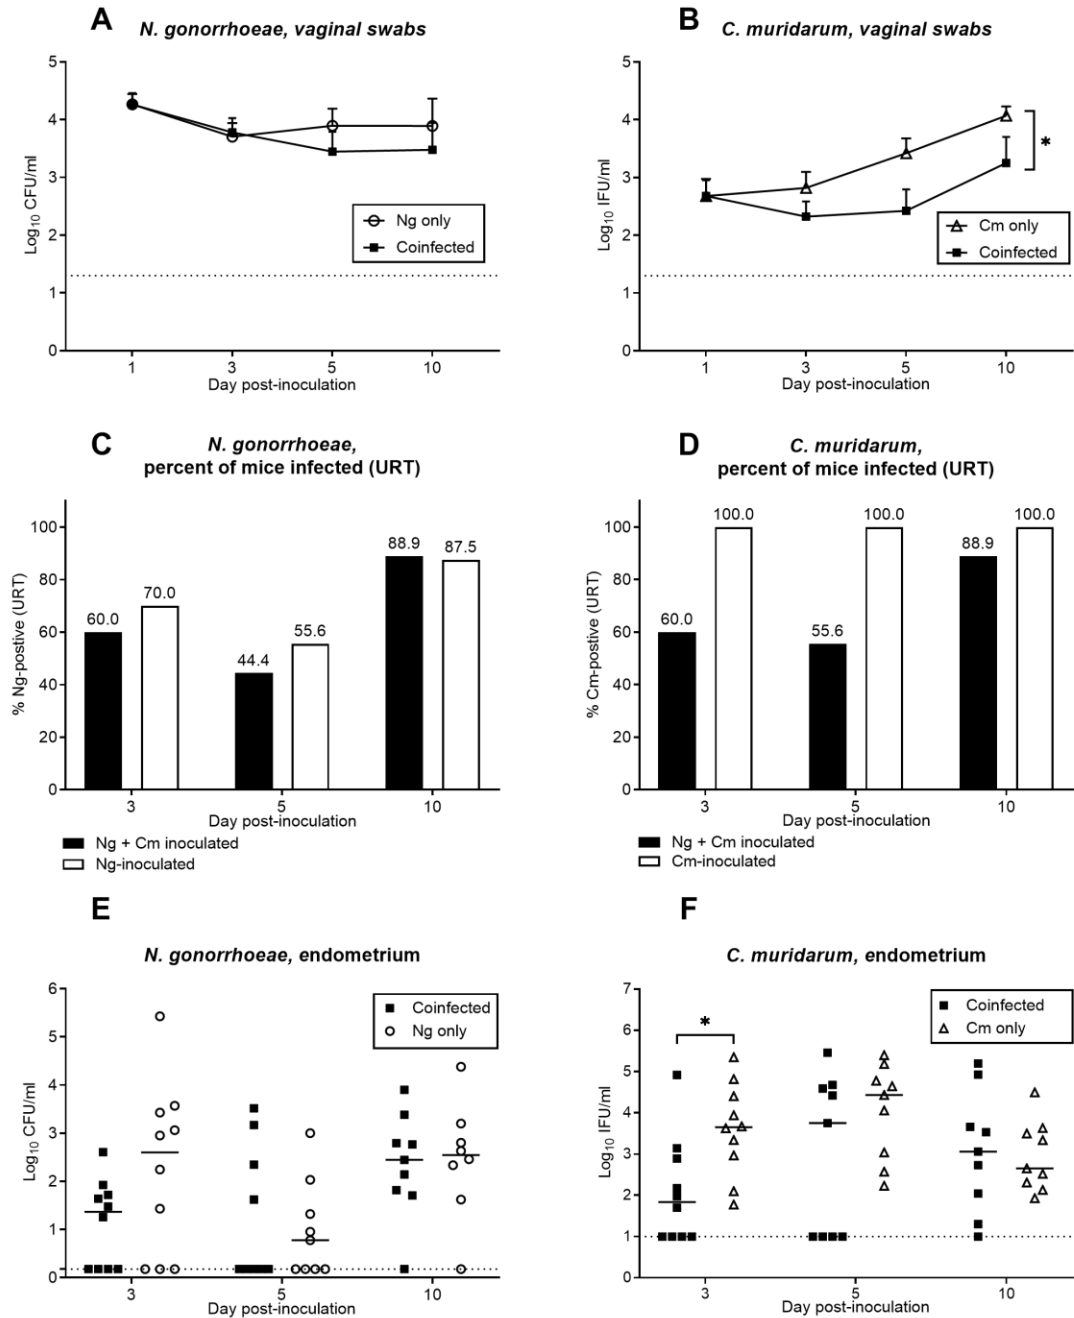 A
N. gonorrhoeae, vaginal swabs
5
4
3
2
1
0
Log10 CFU/ml
Ng only
Coinfected
1
3
5
10
Day post-inoculation
B
C. muridarum, vaginal swabs
5
4
3
2
1
0
Log10 IFU/ml
*
Cm only
Coinfected
1
3
5
10
Day post-inoculation
C
N. gonorrhoeae,
percent of mice infected (URT)
100
80
60
40
20
0
% Ng-postive (URT)
60.0
70.0
44.4
55.6
88.9
87.5
3
5
10
Day post-inoculation
Ng + Cm inoculated
Ng-inoculated
D
C. muridarum,
percent of mice infected (URT)
100
80
60
40
20
0
% Cm-postive (URT)
60.0
100.0
55.6
100.0
88.9
100.0
3
5
10
Day post-inoculation
Ng + Cm inoculated
Cm-inoculated
E
N. gonorrhoeae, endometrium
6
5
4
3
2
1
0
Log10 CFU/ml
Coinfected
Ng only
3
5
10
Day post-inoculation
F
C. muridarum, endometrium
7
6
5
4
3
2
1
0
Log10 IFU/ml
*
Coinfected
Cm only
3
5
10
Day post-inoculation